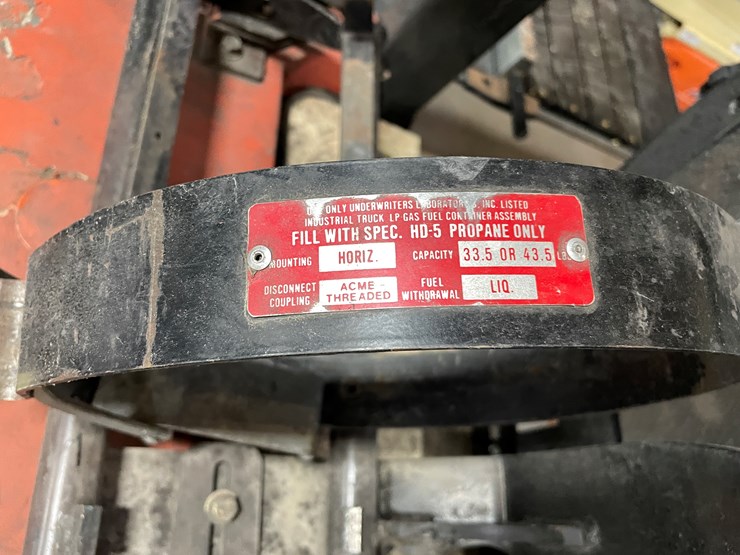 ONLY UNDERWRITERS INC. LISTED
INDUSTRIAL TRUCK LP-GAS FUEL CONTAINER ASSEMBLY
FILL WITH SPEC. HD-5 PROPANE ONLY
MOUNTING HORIZ. CAPACITY 33.5 OR 43.5 LBS
DISCONNECT COUPLING ACME - THREADED FUEL WITHDRAWAL LIQ.